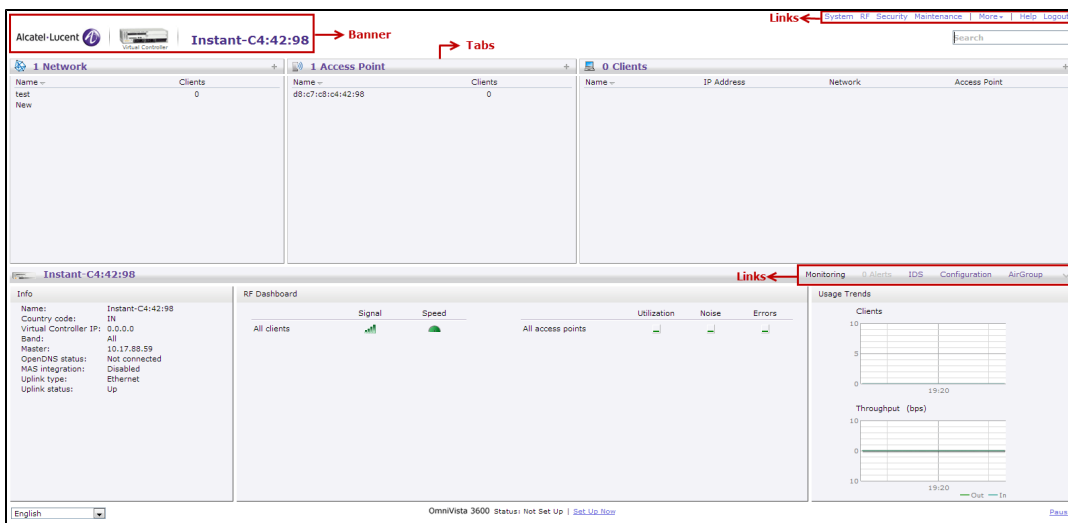 Links
System RF Security Maintenance | More | Help Logout
Alcatel·Lucent
Virtual Controller
Instant-C4:42:98
Banner
Search
Tabs
1 Network +
1 Access Point +
0 Clients +
Name Clients
Name Clients
Name IP Address Network Access Point
test 0
d8:c7:c8:c4:42:98 0
New
Instant-C4:42:98
Links
Monitoring 0 Alerts IDS Configuration AirGroup
Info
RF Dashboard
Usage Trends
Name: Instant-C4:42:98
Country code: IN
Virtual Controller IP: 0.0.0.0
Band: All
Master: 10.17.88.59
OpenDNS status: Not connected
MAS integration: Disabled
Uplink type: Ethernet
Uplink status: Up
Signal Speed
All clients
Utilization Noise Errors
All access points
Clients
10
5
0
19:20
Throughput (bps)
10
0
10
19:20
Out In
English
OmniVista 3600 Status: Not Set Up | Set Up Now
Paus